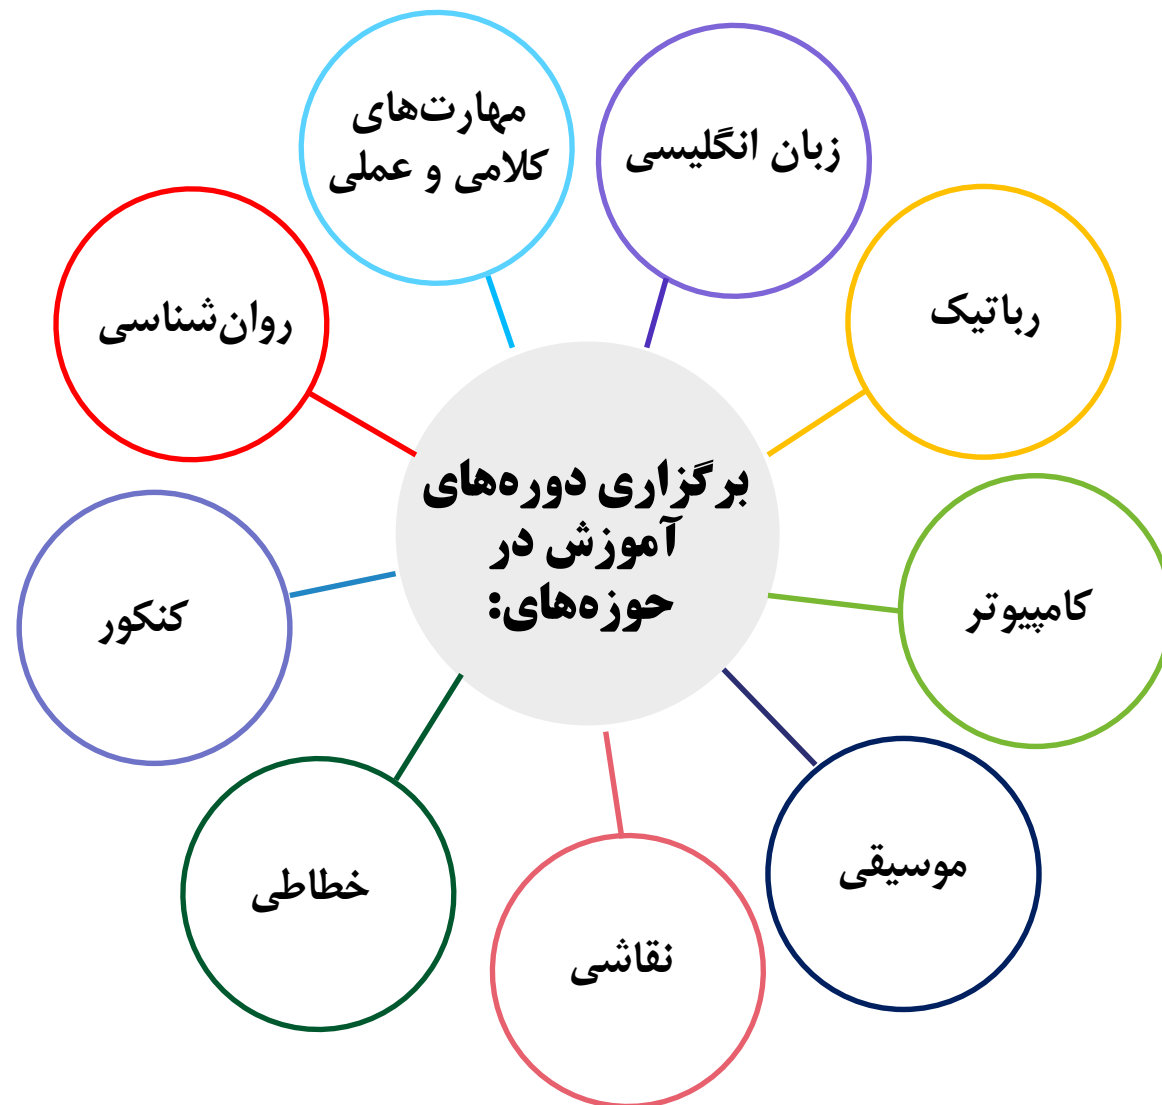 برگزاری دوره‌های
آموزش در
حوزه‌های:
زبان انگلیسی
رباتیک
کامپیوتر
موسیقی
نقاشی
خطاطی
کنکور
روان‌شناسی
مهارت‌های
کلامی و عملی